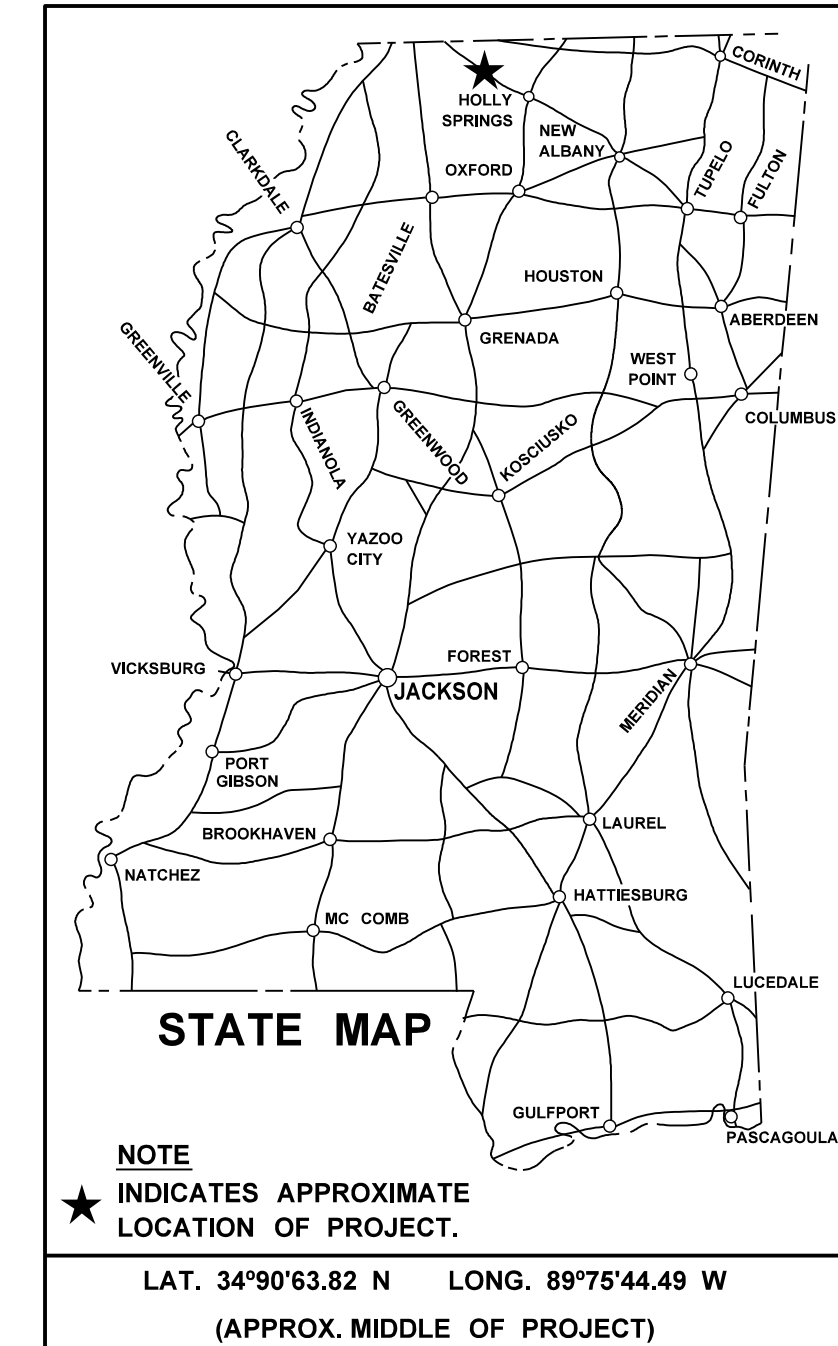 CORINTH
HOLLY
SPRINGS
NEW
ALBANY
CLARKDALE
OXFORD
TUPELO
FULTON
BATESVILLE
HOUSTON
ABERDEEN
GREENVILLE
GRENADA
WEST
POINT
COLUMBUS
INDIANOLA
GREENWOOD
KOSCIUSKO
YAZOO
CITY
VICKSBURG
FOREST
JACKSON
MERIDIAN
PORT
GIBSON
BROOKHAVEN
LAUREL
NATCHEZ
HATTIESBURG
MC COMB
LUCEDALE
STATE MAP
GULFPORT
PASCAGOULA
NOTE
INDICATES APPROXIMATE
LOCATION OF PROJECT.
LAT. 34º90'63.82 N LONG. 89º75'44.49 W
(APPROX. MIDDLE OF PROJECT)